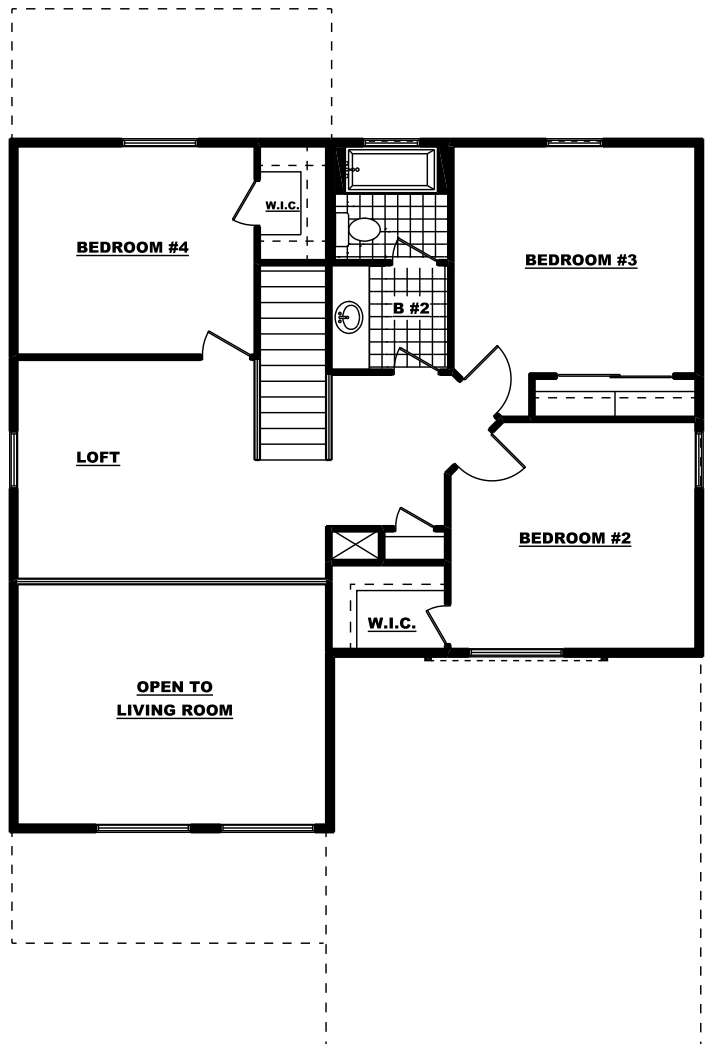 W.I.C.
BEDROOM #4
BEDROOM #3
B #2
LOFT
BEDROOM #2
W.I.C.
OPEN TO
LIVING ROOM